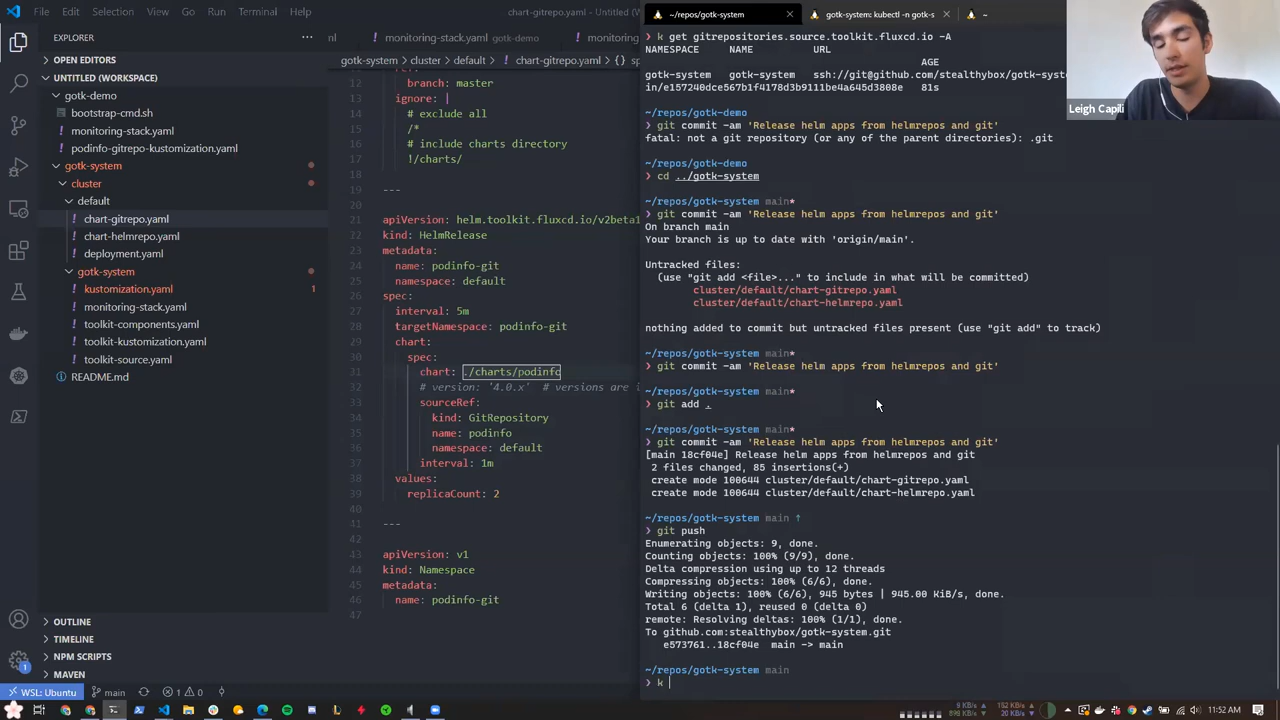 File Edit Selection View Go Run Terminal Help
chart-gitrepo.yaml - Untitled (Workspace)
EXPLORER
OPEN EDITORS
UNTITLED (WORKSPACE)
gotk-demo
bootstrap-cmd.sh
monitoring-stack.yaml
podinfo-gitrepo-kustomization.yaml
gotk-system
cluster
default
chart-gitrepo.yaml
chart-helmrepo.yaml
deployment.yaml
gotk-system
kustomization.yaml 1
monitoring-stack.yaml
toolkit-components.yaml
toolkit-kustomization.yaml
toolkit-source.yaml
README.md
OUTLINE
TIMELINE
NPM SCRIPTS
MAVEN
WSL: Ubuntu main 1 0
monitoring-stack.yaml gotk-demo
gotk-system > cluster > default > chart-gitrepo.yaml > {}
12 branch: master
13 ignore: |
14 # exclude all
15 /*
16 # include charts directory
17 !/charts/
18
19 ---
20
21 apiVersion: helm.toolkit.fluxcd.io/v2beta1
22 kind: HelmRelease
23 metadata:
24 name: podinfo-git
25 namespace: default
26 spec:
27 interval: 5m
28 targetNamespace: podinfo-git
29 chart:
30 spec:
31 chart: ./charts/podinfo
32 # version: '4.0.x' # versions are
33 sourceRef:
34 kind: GitRepository
35 name: podinfo
36 namespace: default
37 interval: 1m
38 values:
39 replicaCount: 2
40
41 ---
42
43 apiVersion: v1
44 kind: Namespace
45 metadata:
46 name: podinfo-git
47
~/repos/gotk-system
gotk-system: kubectl -n gotk-s
~
❯ k get gitrepositories.source.toolkit.fluxcd.io -A
NAMESPACE NAME URL
AGE
gotk-system gotk-system ssh://git@github.com/stealthybox/gotk-syste
in/e157240dce567b1f4178d3b9111be4a645d3808e 81s
~/repos/gotk-demo
❯ git commit -am 'Release helm apps from helmrepos and git'
fatal: not a git repository (or any of the parent directories): .git
~/repos/gotk-demo
❯ cd ../gotk-system
~/repos/gotk-system main*
❯ git commit -am 'Release helm apps from helmrepos and git'
On branch main
Your branch is up to date with 'origin/main'.
Untracked files:
(use "git add <file>..." to include in what will be committed)
cluster/default/chart-gitrepo.yaml
cluster/default/chart-helmrepo.yaml
nothing added to commit but untracked files present (use "git add" to track)
~/repos/gotk-system main*
❯ git commit -am 'Release helm apps from helmrepos and git'
~/repos/gotk-system main*
❯ git add .
~/repos/gotk-system main*
❯ git commit -am 'Release helm apps from helmrepos and git'
[main 18cf04e] Release helm apps from helmrepos and git
2 files changed, 85 insertions(+)
create mode 100644 cluster/default/chart-gitrepo.yaml
create mode 100644 cluster/default/chart-helmrepo.yaml
~/repos/gotk-system main ↑
❯ git push
Enumerating objects: 9, done.
Counting objects: 100% (9/9), done.
Delta compression using up to 12 threads
Compressing objects: 100% (6/6), done.
Writing objects: 100% (6/6), 945 bytes | 945.00 KiB/s, done.
Total 6 (delta 1), reused 0 (delta 0)
remote: Resolving deltas: 100% (1/1), done.
To github.com:stealthybox/gotk-system.git
e573761..18cf04e main -> main
~/repos/gotk-system main
❯ k
Leigh Capili
11:52 AM